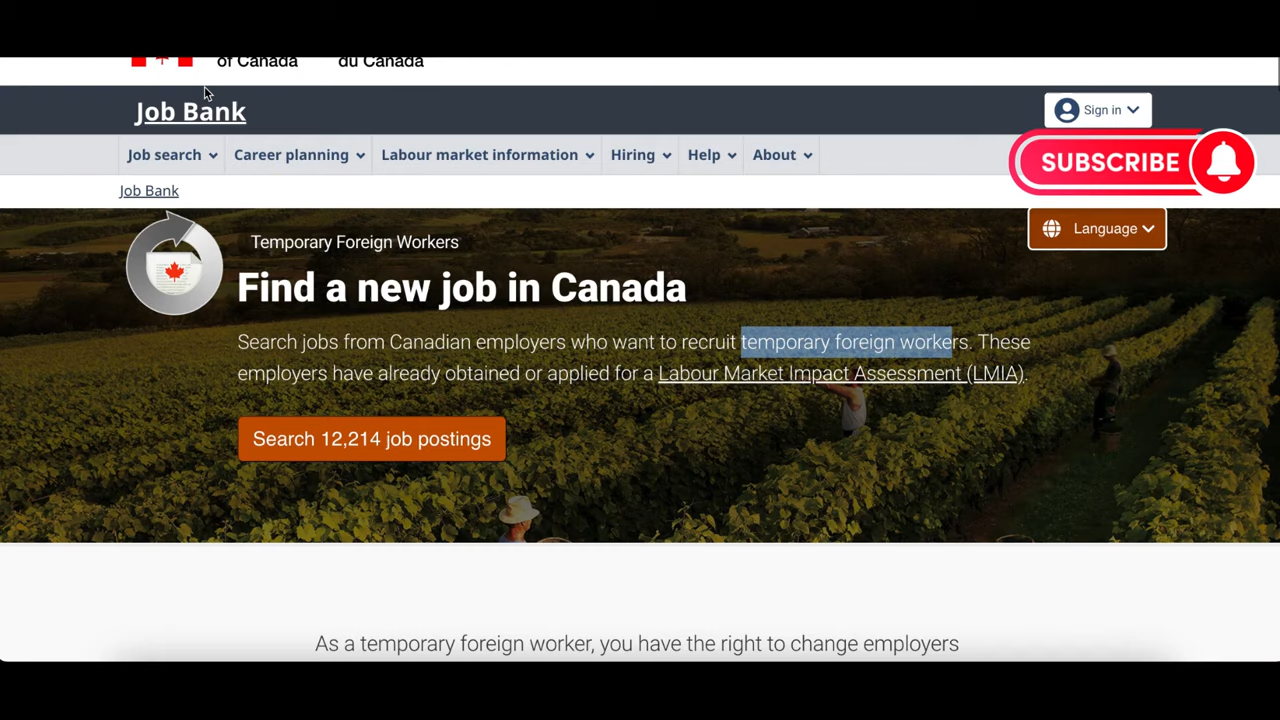 of Canada du Canada
Job Bank
Sign in
Job search Career planning Labour market information Hiring Help About
SUBSCRIBE
Job Bank
Language
Temporary Foreign Workers
Find a new job in Canada
Search jobs from Canadian employers who want to recruit temporary foreign workers. These
employers have already obtained or applied for a Labour Market Impact Assessment (LMIA).
Search 12,214 job postings
As a temporary foreign worker, you have the right to change employers